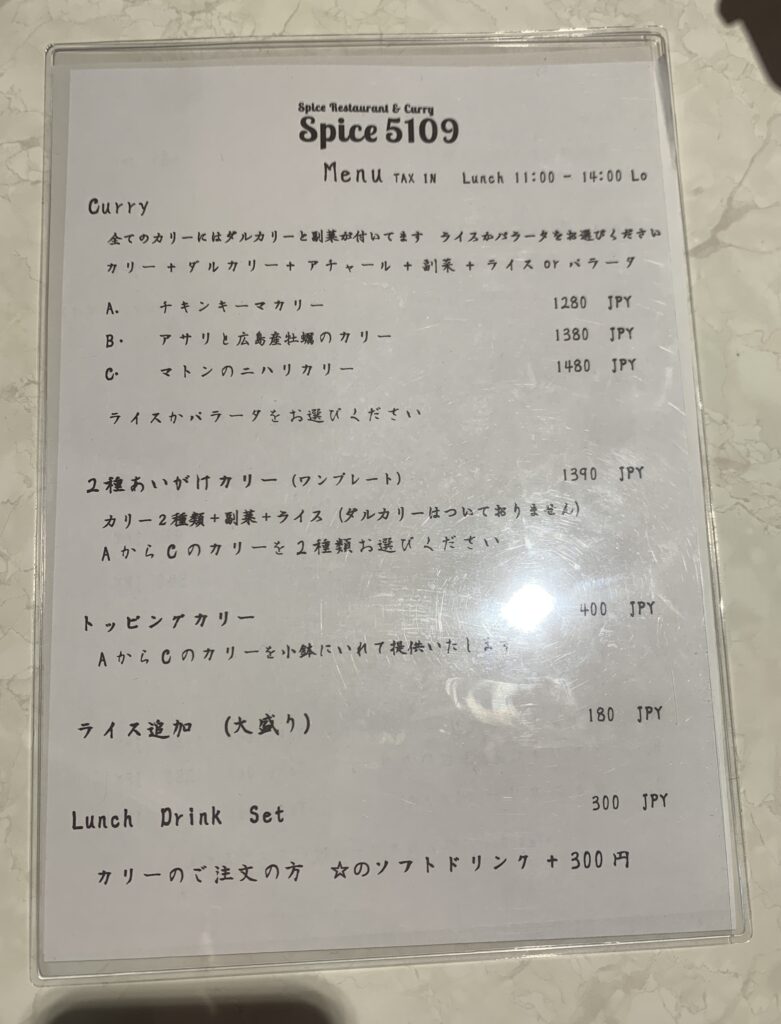 Spice Restaurant & Curry
Spice 5109
Menu TAX IN Lunch 11:00 - 14:00 Lo
Curry
全てのカリーにはダルカリーと副菜が付いてます ライスかパラータをお選びください
カリー + ダルカリー + アチャール + 副菜 + ライス or パラータ
A. チキンキーマカリー 1280 JPY
B. アサリと広島産牡蠣のカリー 1380 JPY
C. マトンのニハリカリー 1480 JPY
ライスかパラータをお選びください
2種あいがけカリー (ワンプレート) 1390 JPY
カリー2種類+副菜+ライス (ダルカリーはついておりません)
AからCのカリーを2種類お選びください
トッピングカリー 400 JPY
AからCのカリーを小鉢にいれて提供いたします
ライス追加 (大盛り) 180 JPY
Lunch Drink Set 300 JPY
カリーのご注文の方 ☆のソフトドリンク + 300円